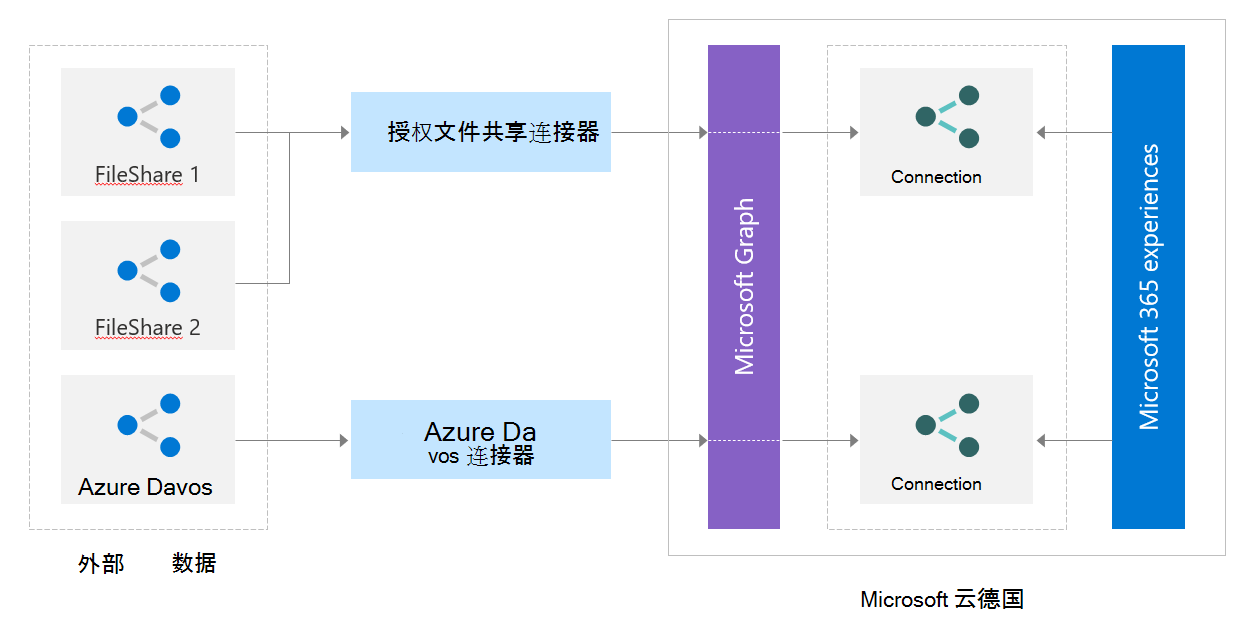 FileShare 1
FileShare 2
Azure Davos
外部 数据
授权文件共享连接器
Azure Da
vos 连接器
Microsoft Graph
Connection
Connection
Microsoft 365 experiences
Microsoft 云德国